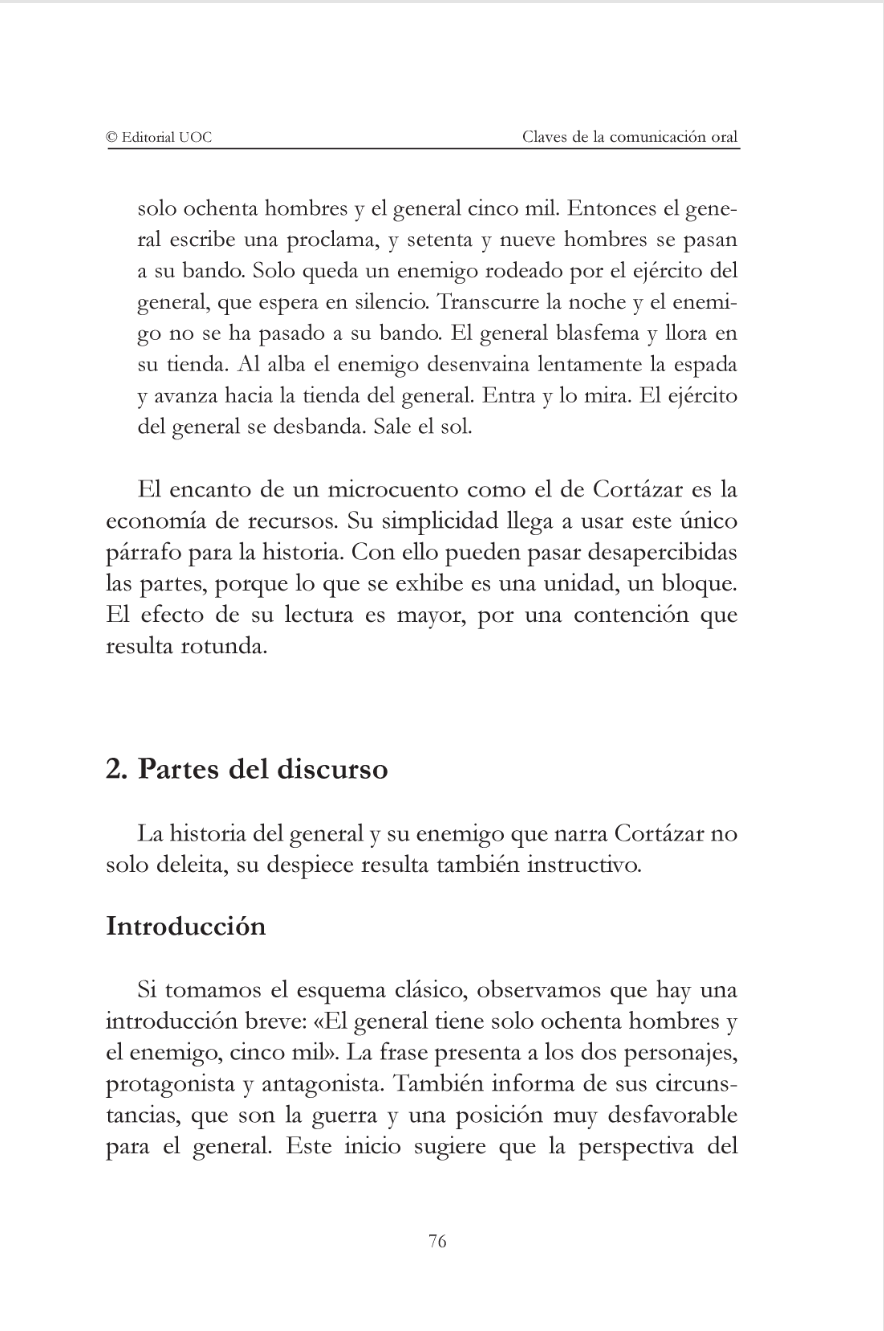 © Editorial UOC
Claves de la comunicación oral
solo ochenta hombres y el general cinco mil. Entonces el gene-
ral escribe una proclama, y setenta y nueve hombres se pasan
a su bando. Solo queda un enemigo rodeado por el ejército del
general, que espera en silencio. Transcurre la noche y el enemi-
go no se ha pasado a su bando. El general blasfema y llora en
su tienda. Al alba el enemigo desenvaina lentamente la espada
y avanza hacia la tienda del general. Entra y lo mira. El ejército
del general se desbanda. Sale el sol.
El encanto de un microcuento como el de Cortázar es la
economía de recursos. Su simplicidad llega a usar este único
párrafo para la historia. Con ello pueden pasar desapercibidas
las partes, porque lo que se exhibe es una unidad, un bloque.
El efecto de su lectura es mayor, por una contención que
resulta rotunda.
2. Partes del discurso
La historia del general y su enemigo que narra Cortázar no
solo deleita, su despiece resulta también instructivo.
Introducción
Si tomamos el esquema clásico, observamos que hay una
introducción breve: «El general tiene solo ochenta hombres y
el enemigo, cinco mil». La frase presenta a los dos personajes,
protagonista y antagonista. También informa de sus circuns-
tancias, que son la guerra y una posición muy desfavorable
para el general. Este inicio sugiere que la perspectiva del
76